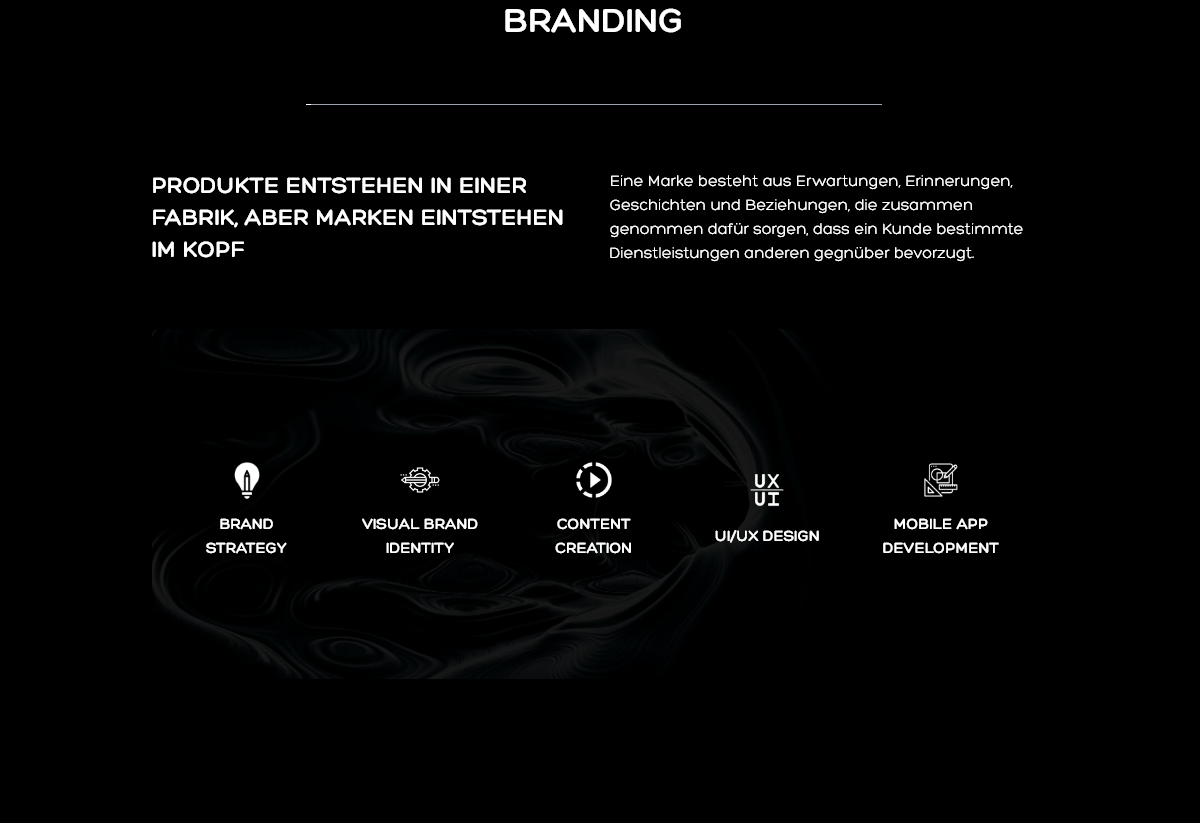 BRANDING
PRODUKTE ENTSTEHEN IN EINER
FABRIK, ABER MARKEN EINTSTEHEN
IM KOPF
Eine Marke besteht aus Erwartungen, Erinnerungen,
Geschichten und Beziehungen, die zusammen
genommen dafür sorgen, dass ein Kunde bestimmte
Dienstleistungen anderen gegnüber bevorzugt.
BRAND
STRATEGY
VISUAL BRAND
IDENTITY
CONTENT
CREATION
UX
UI
UI/UX DESIGN
MOBILE APP
DEVELOPMENT